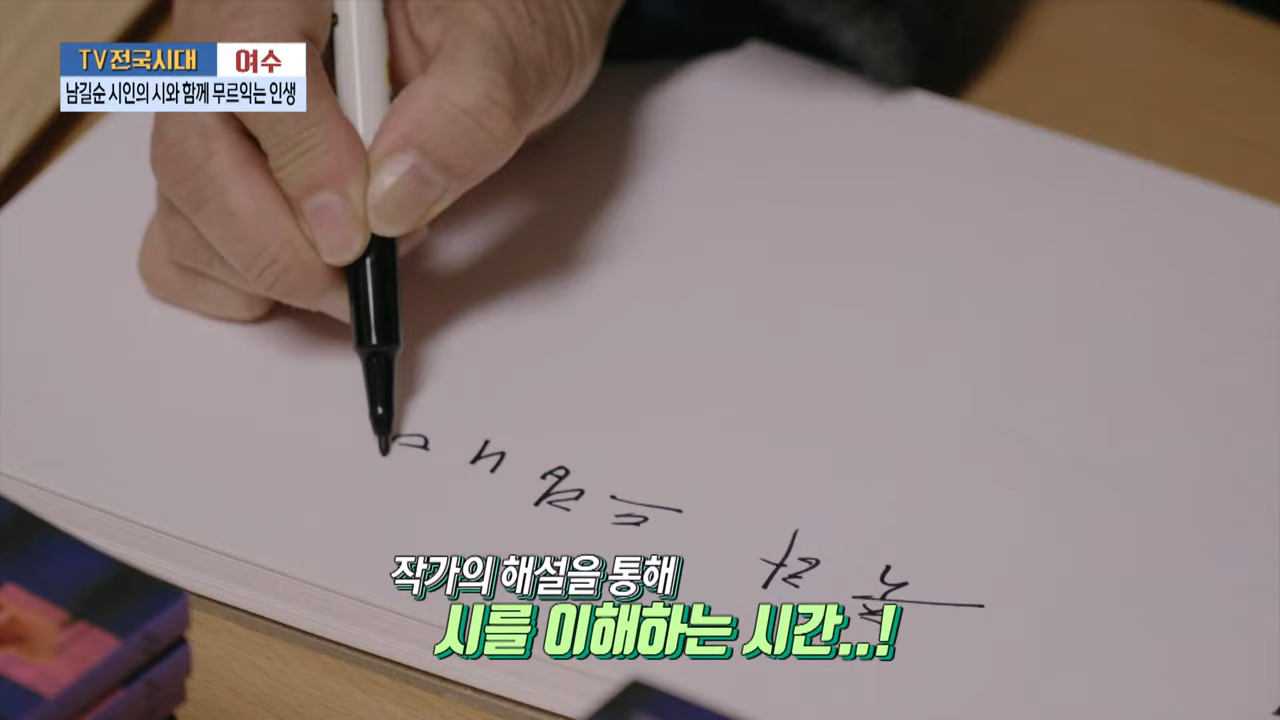 TV전국시대 여수
남길순 시인의 시와 함께 무르익는 인생
작가의 해설을 통해
시를 이해하는 시간...!